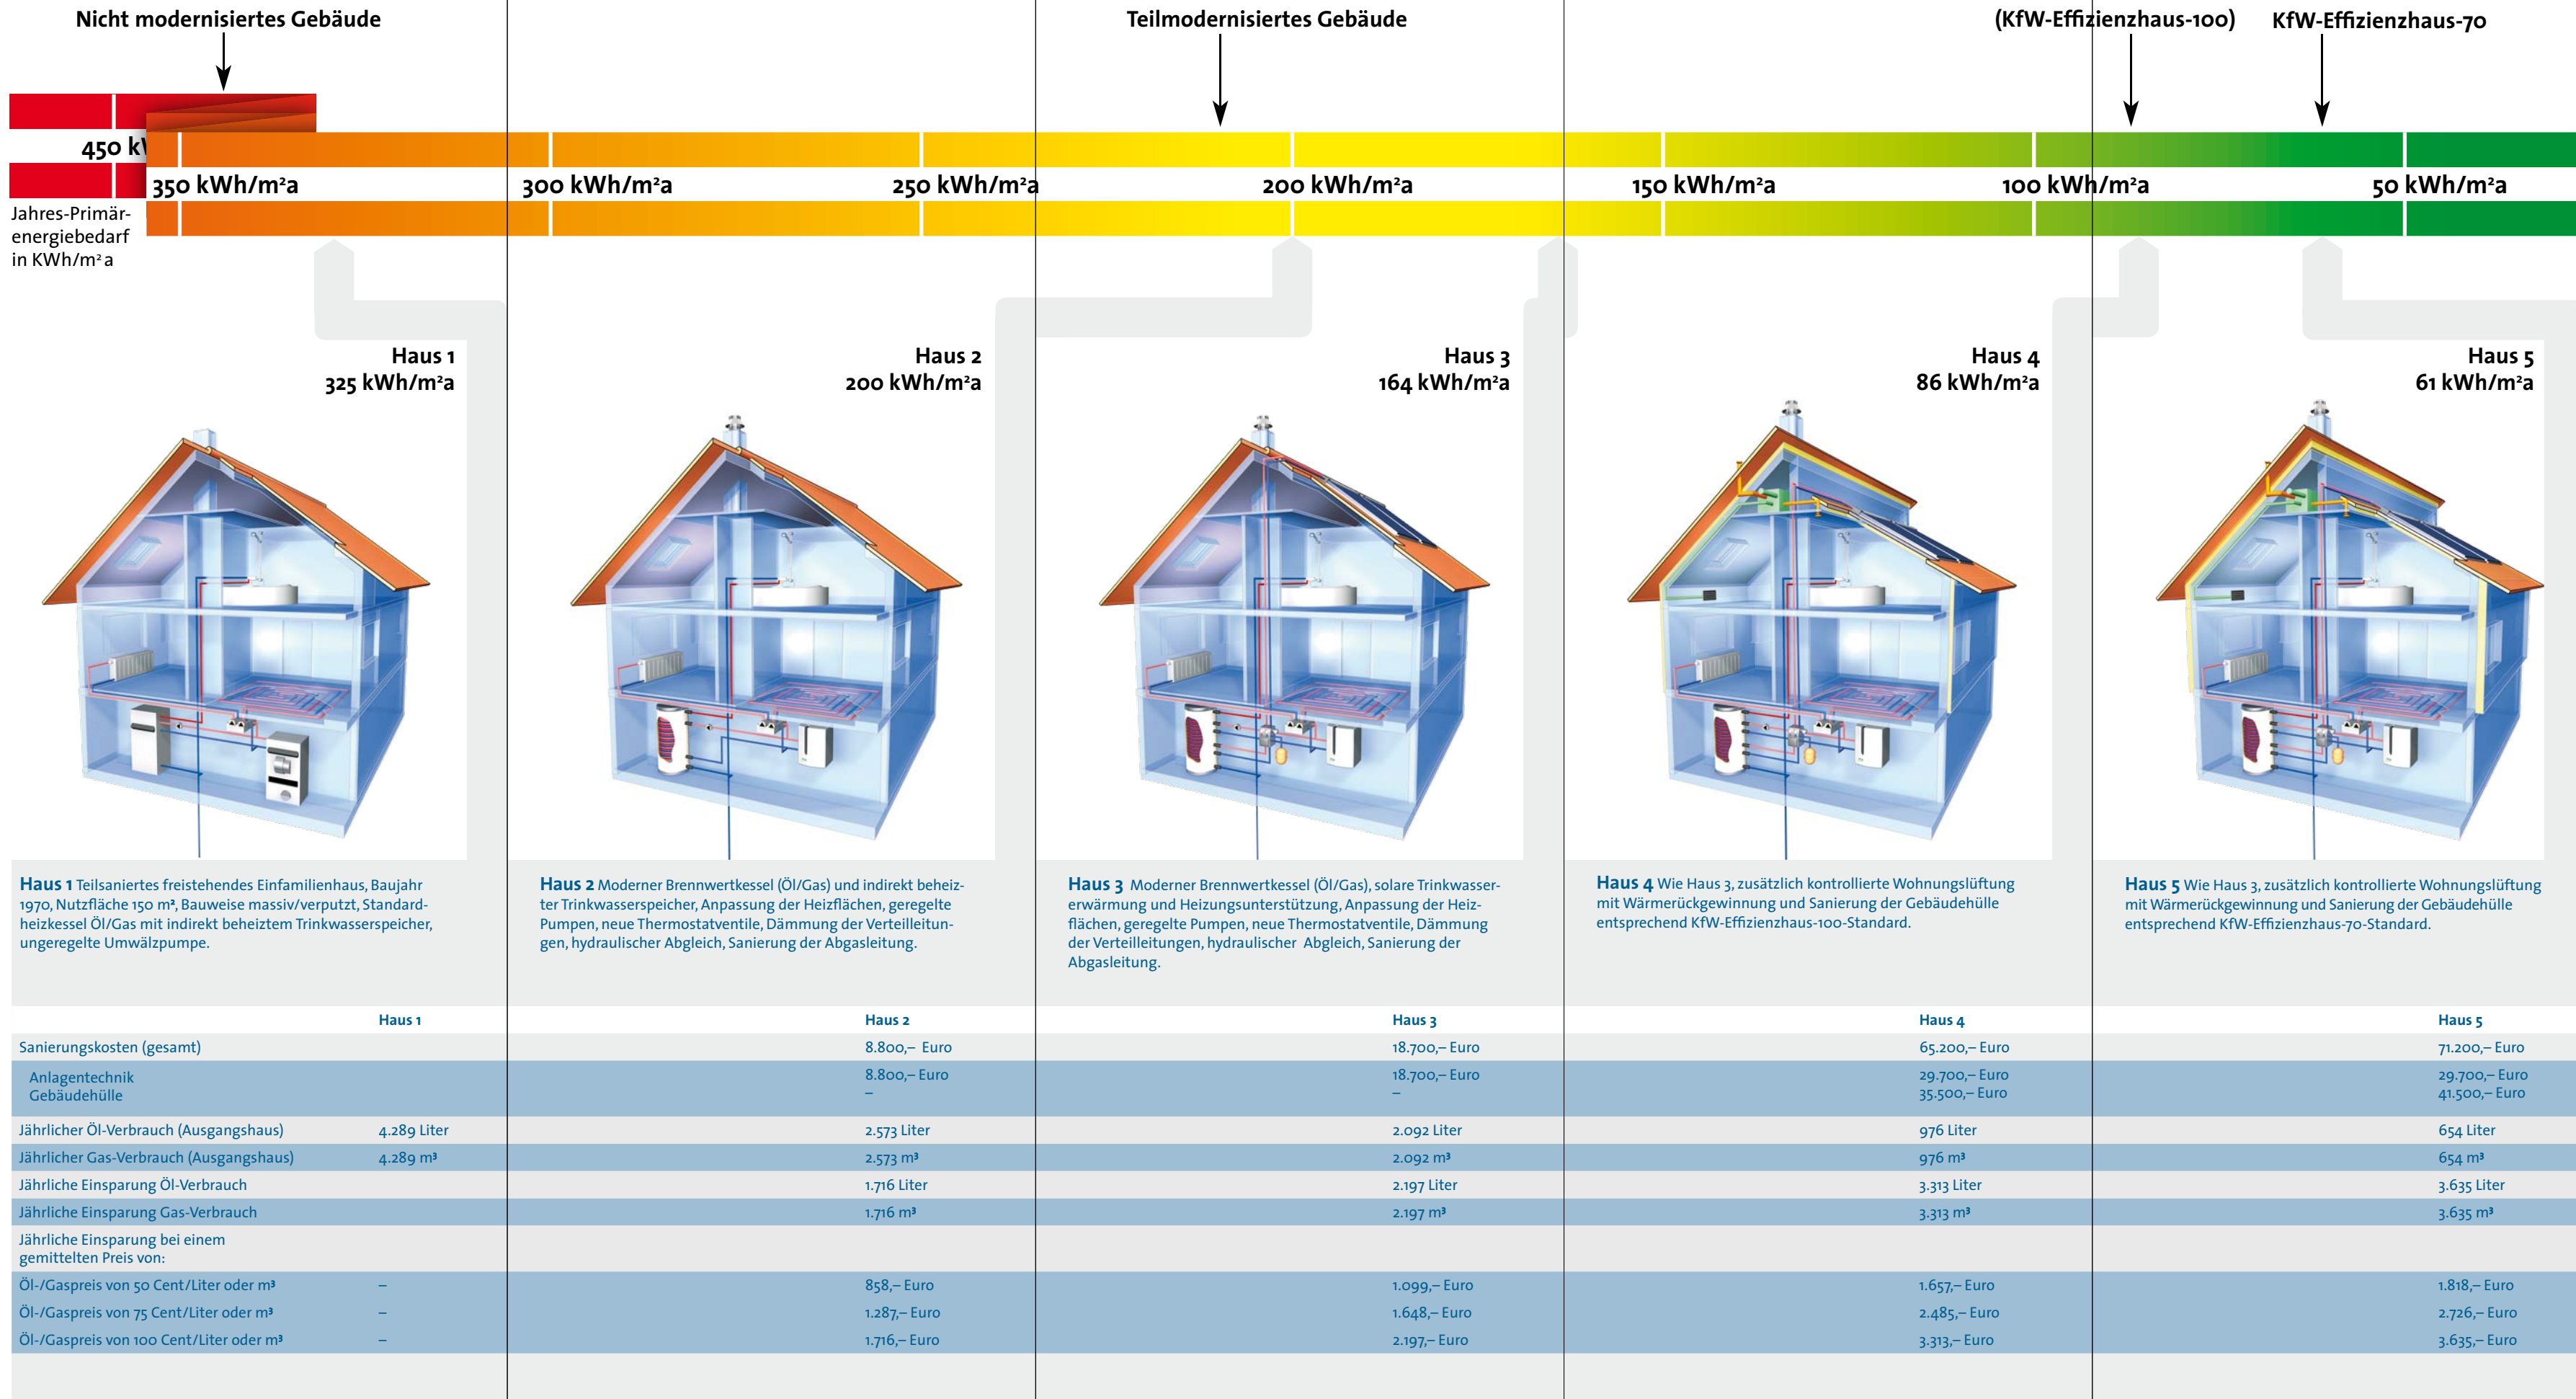 Nicht modernisiertes Gebäude
Teilmodernisiertes Gebäude
(KfW-Effizienzhaus-100)
KfW-Effizienzhaus-70
450 kW
350 kWh/m²a
300 kWh/m²a
250 kWh/m²a
200 kWh/m²a
150 kWh/m²a
100 kWh/m²a
50 kWh/m²a
Jahres-Primär-
energiebedarf
in KWh/m² a
Haus 1
325 kWh/m²a
Haus 2
200 kWh/m²a
Haus 3
164 kWh/m²a
Haus 4
86 kWh/m²a
Haus 5
61 kWh/m²a
Haus 1 Teilsaniertes freistehendes Einfamilienhaus, Baujahr
1970, Nutzfläche 150 m², Bauweise massiv/verputzt, Standard-
heizkessel Öl/Gas mit indirekt beheiztem Trinkwasserspeicher,
ungeregelte Umwälzpumpe.
Haus 2 Moderner Brennwertkessel (Öl/Gas) und indirekt beheiz-
ter Trinkwasserspeicher, Anpassung der Heizflächen, geregelte
Pumpen, neue Thermostatventile, Dämmung der Verteilleitun-
gen, hydraulischer Abgleich, Sanierung der Abgasleitung.
Haus 3 Moderner Brennwertkessel (Öl/Gas), solare Trinkwasser-
erwärmung und Heizungsunterstützung, Anpassung der Heiz-
flächen, geregelte Pumpen, neue Thermostatventile, Dämmung
der Verteilleitungen, hydraulischer Abgleich, Sanierung der
Abgasleitung.
Haus 4 Wie Haus 3, zusätzlich kontrollierte Wohnungslüftung
mit Wärmerückgewinnung und Sanierung der Gebäudehülle
entsprechend KfW-Effizienzhaus-100-Standard.
Haus 5 Wie Haus 3, zusätzlich kontrollierte Wohnungslüftung
mit Wärmerückgewinnung und Sanierung der Gebäudehülle
entsprechend KfW-Effizienzhaus-70-Standard.
Haus 1 Haus 2 Haus 3 Haus 4 Haus 5
Sanierungskosten (gesamt) 8.800,– Euro 18.700,– Euro 65.200,– Euro 71.200,– Euro
Anlagentechnik 8.800,– Euro 18.700,– Euro 29.700,– Euro 29.700,– Euro
Gebäudehülle – – 35.500,– Euro 41.500,– Euro
Jährlicher Öl-Verbrauch (Ausgangshaus) 4.289 Liter 2.573 Liter 2.092 Liter 976 Liter 654 Liter
Jährlicher Gas-Verbrauch (Ausgangshaus) 4.289 m³ 2.573 m³ 2.092 m³ 976 m³ 654 m³
Jährliche Einsparung Öl-Verbrauch 1.716 Liter 2.197 Liter 3.313 Liter 3.635 Liter
Jährliche Einsparung Gas-Verbrauch 1.716 m³ 2.197 m³ 3.313 m³ 3.635 m³
Jährliche Einsparung bei einem
gemittelten Preis von:
Öl-/Gaspreis von 50 Cent/Liter oder m³ – 858,– Euro 1.099,– Euro 1.657,– Euro 1.818,– Euro
Öl-/Gaspreis von 75 Cent/Liter oder m³ – 1.287,– Euro 1.648,– Euro 2.485,– Euro 2.726,– Euro
Öl-/Gaspreis von 100 Cent/Liter oder m³ – 1.716,– Euro 2.197,– Euro 3.313,– Euro 3.635,– Euro